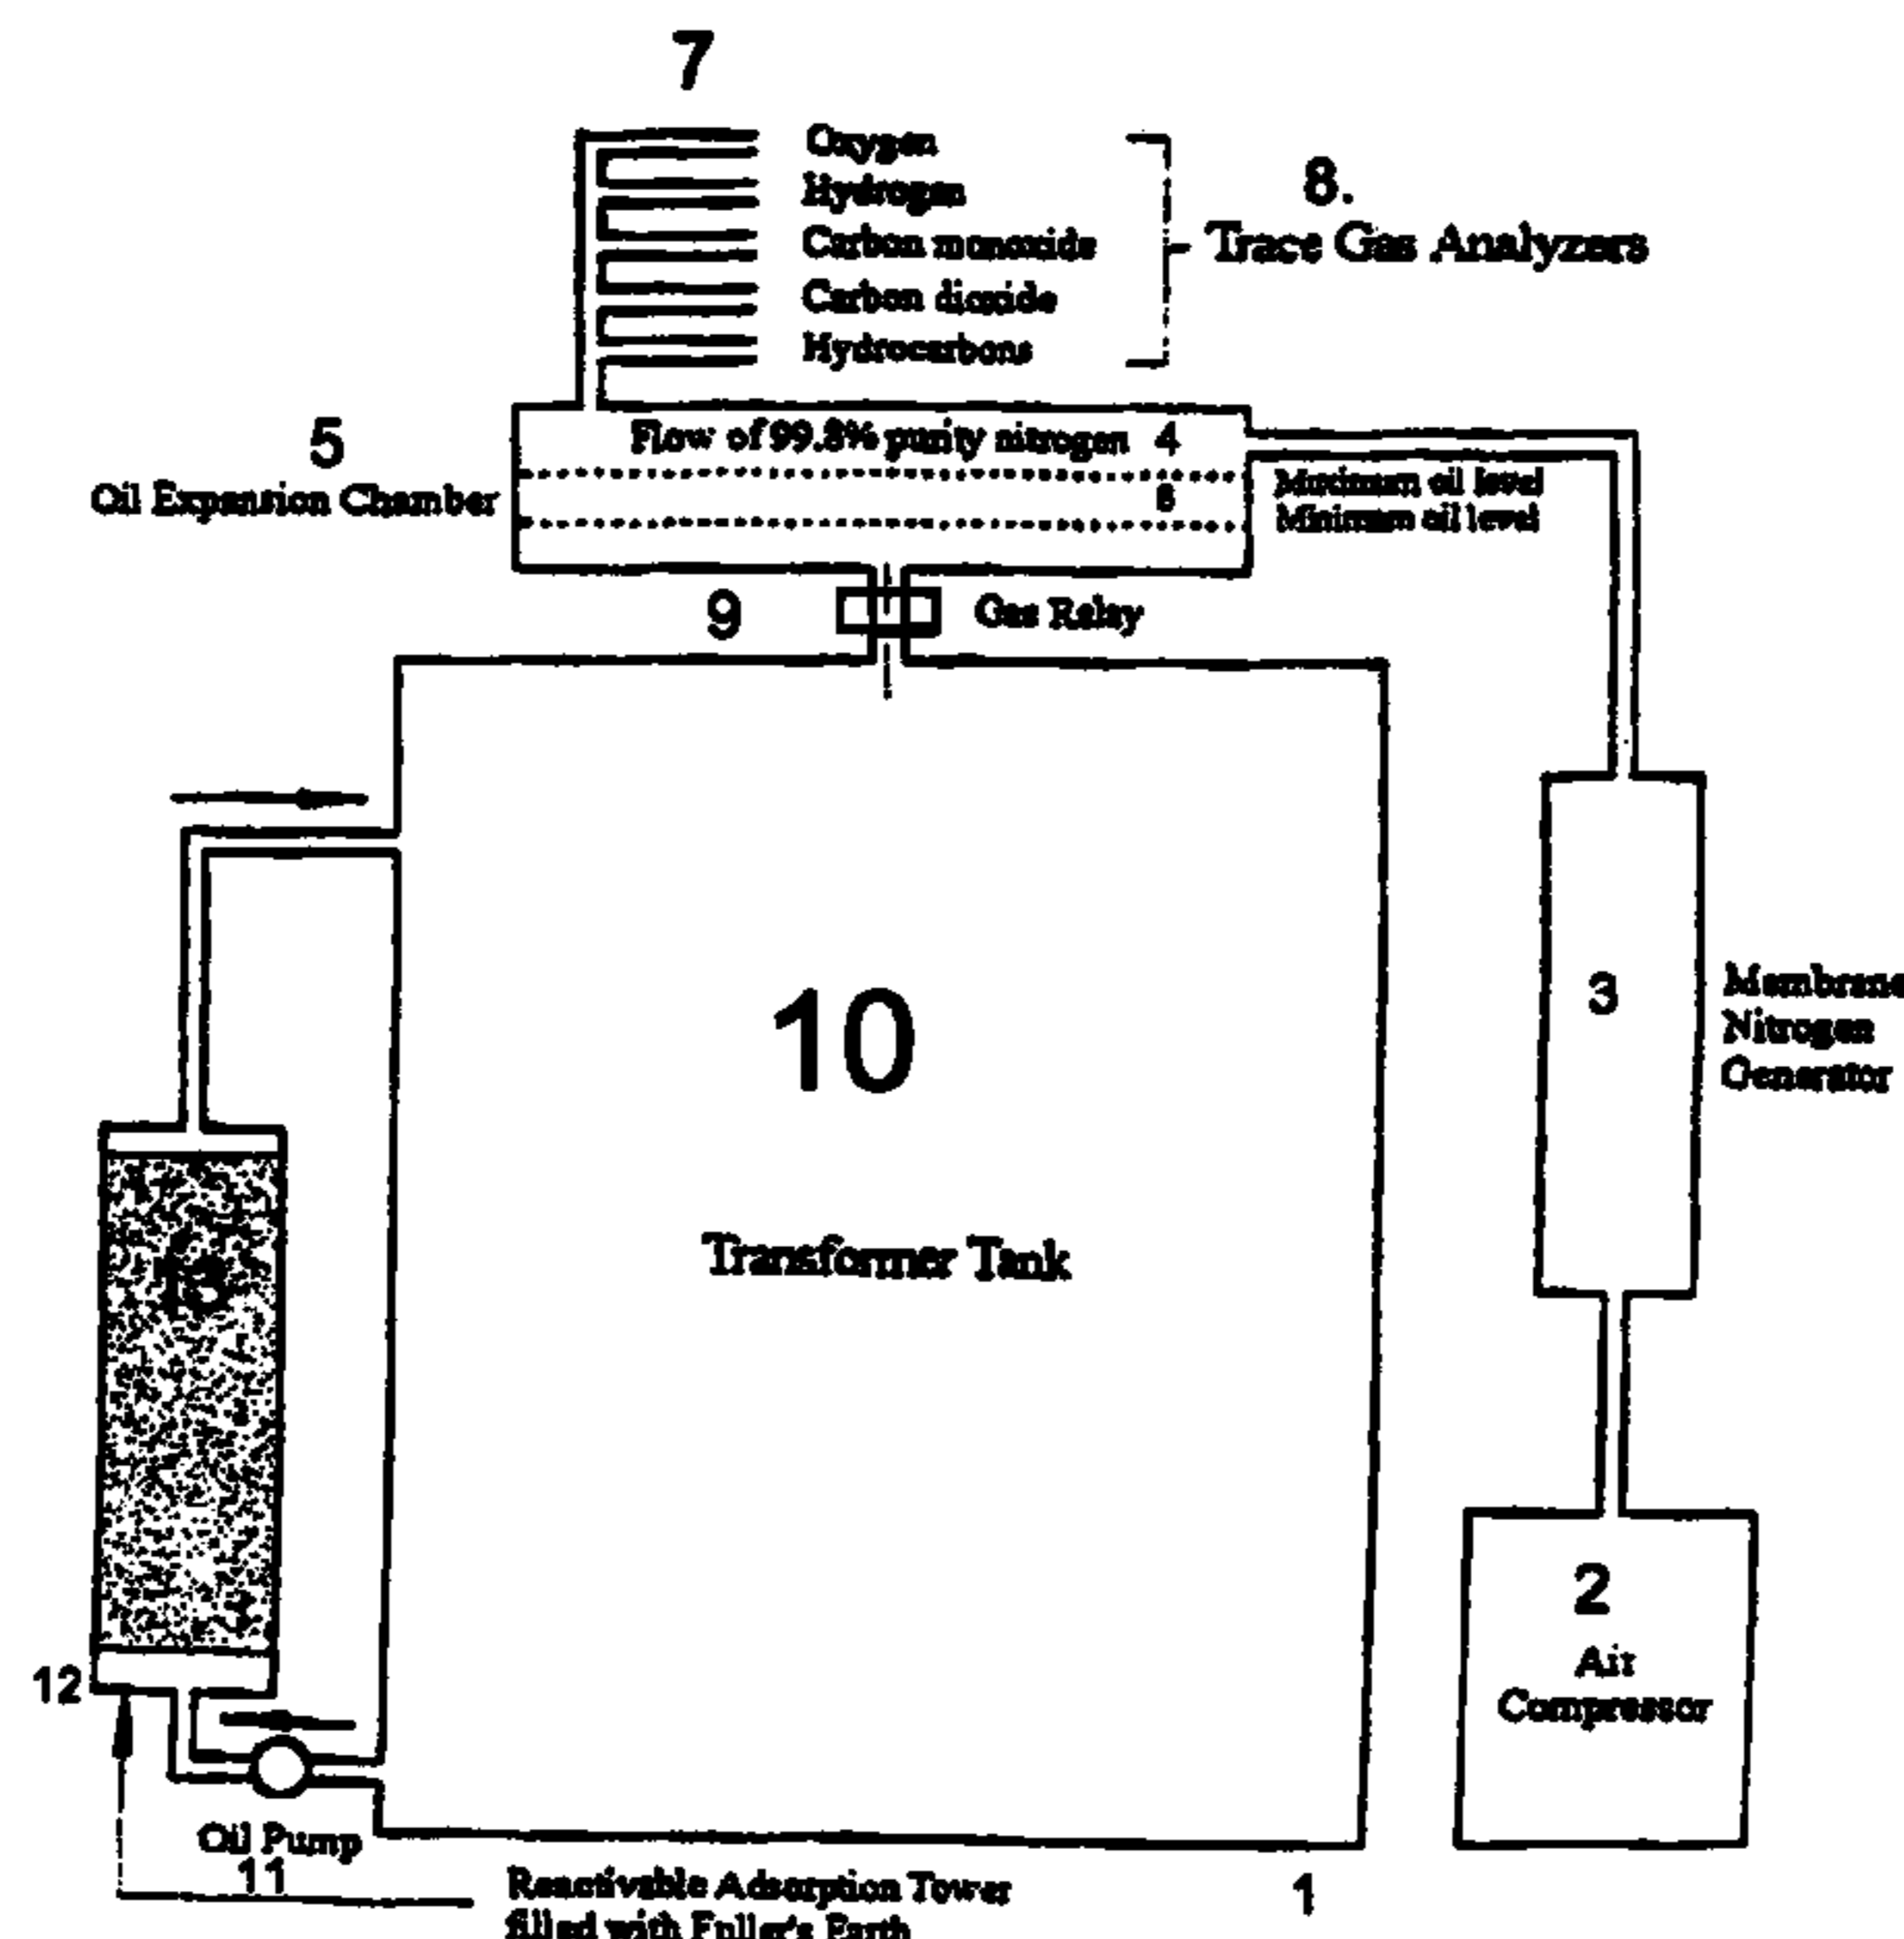 7
Oxygen
Hydrogen
Carbon monoxide
Carbon dioxide
Hydrocarbons
8.
Trace Gas Analyzers
5
Oil Expansion Chamber
Flow of 99.8% purity nitrogen 4
Maximum oil level
Minimum oil level
9
Gas Relay
10
Transformer Tank
3
Membrane
Nitrogen
Generator
13
2
Air
Compressor
12
Oil Pump
11
1
Reactivable Adsorption Tower
filled with Fuller's Earth